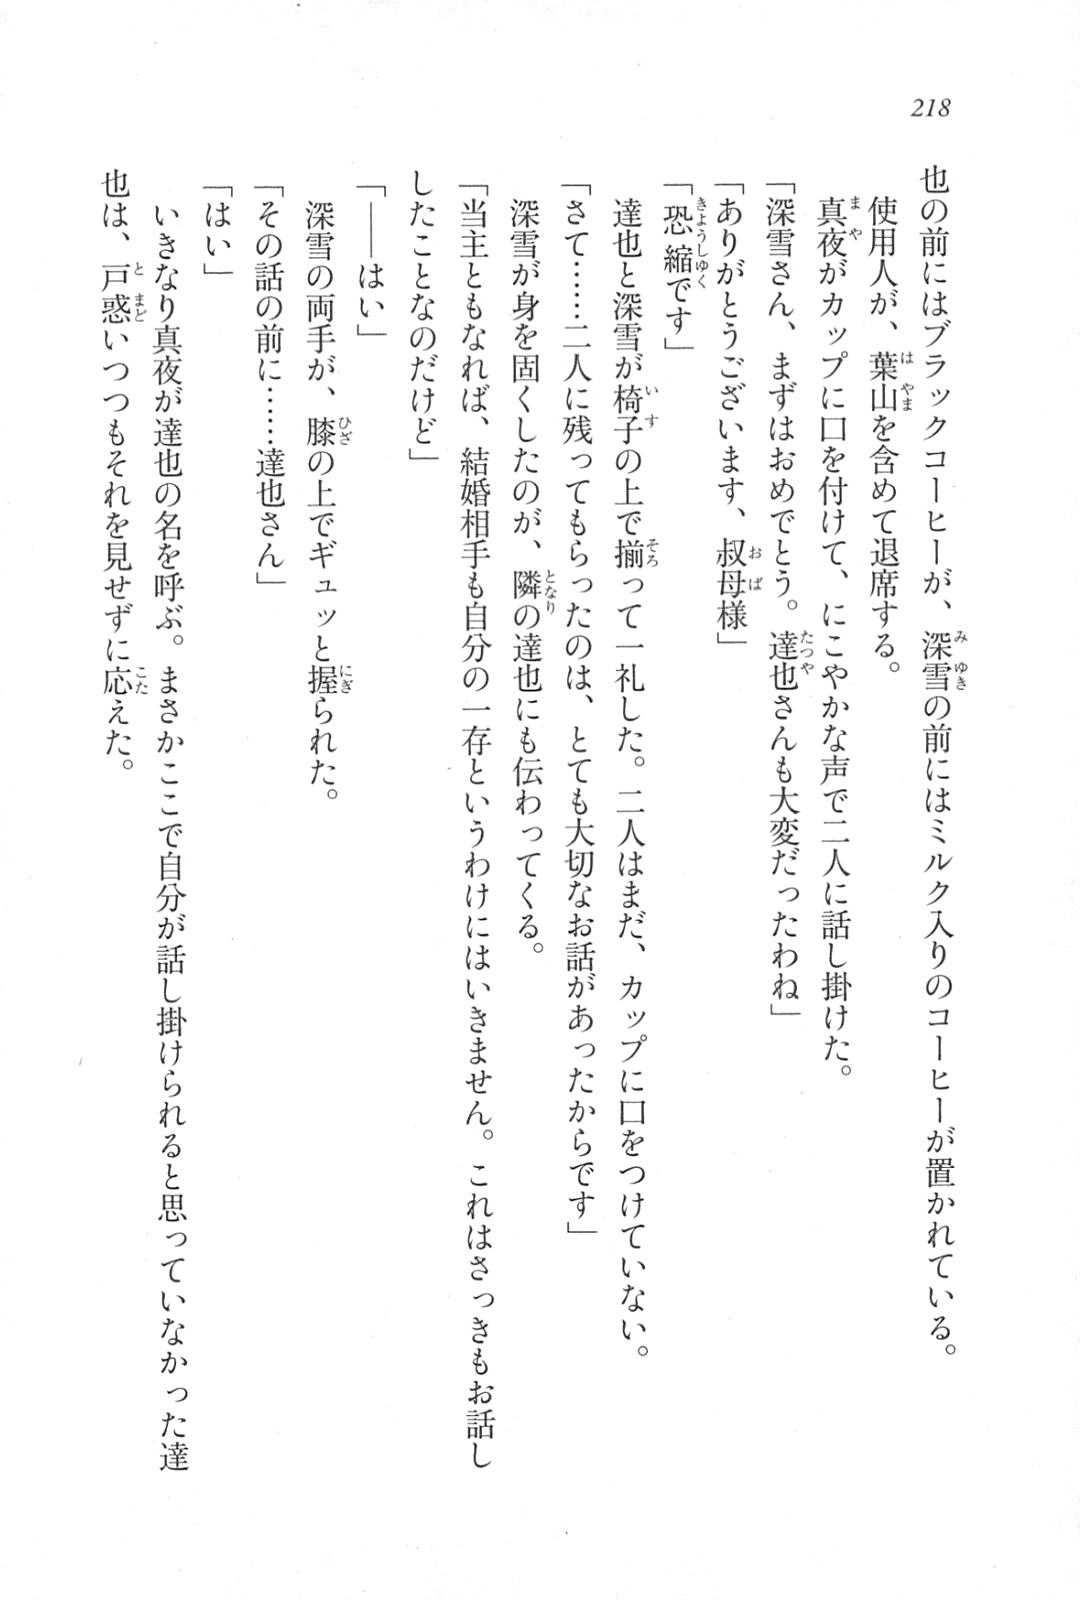 218
也の前にはブラックコーヒーが、深雪の前にはミルク入りのコーヒーが置かれている。
使用人が、葉山を含めて退席する。
真夜がカップに口を付けて、にこやかな声で二人に話し掛けた。
「深雪さん、まずはおめでとう。達也さんも大変だったわね」
「ありがとうございます、叔母様」
「恐縮です」
達也と深雪が椅子の上で揃って一礼した。二人はまだ、カップに口をつけていない。
「さて……二人に残ってもらったのは、とても大切なお話があったからです」
深雪が身を固くしたのが、隣の達也にも伝わってくる。
「当主ともなれば、結婚相手も自分の一存というわけにはいきません。これはさっきもお話し
したことなのだけど」
「――はい」
深雪の両手が、膝の上でギュッと握られた。
「その話の前に……達也さん」
「はい」
いきなり真夜が達也の名を呼ぶ。まさかここで自分が話し掛けられると思っていなかった達
也は、戸惑いつつもそれを見せずに応えた。